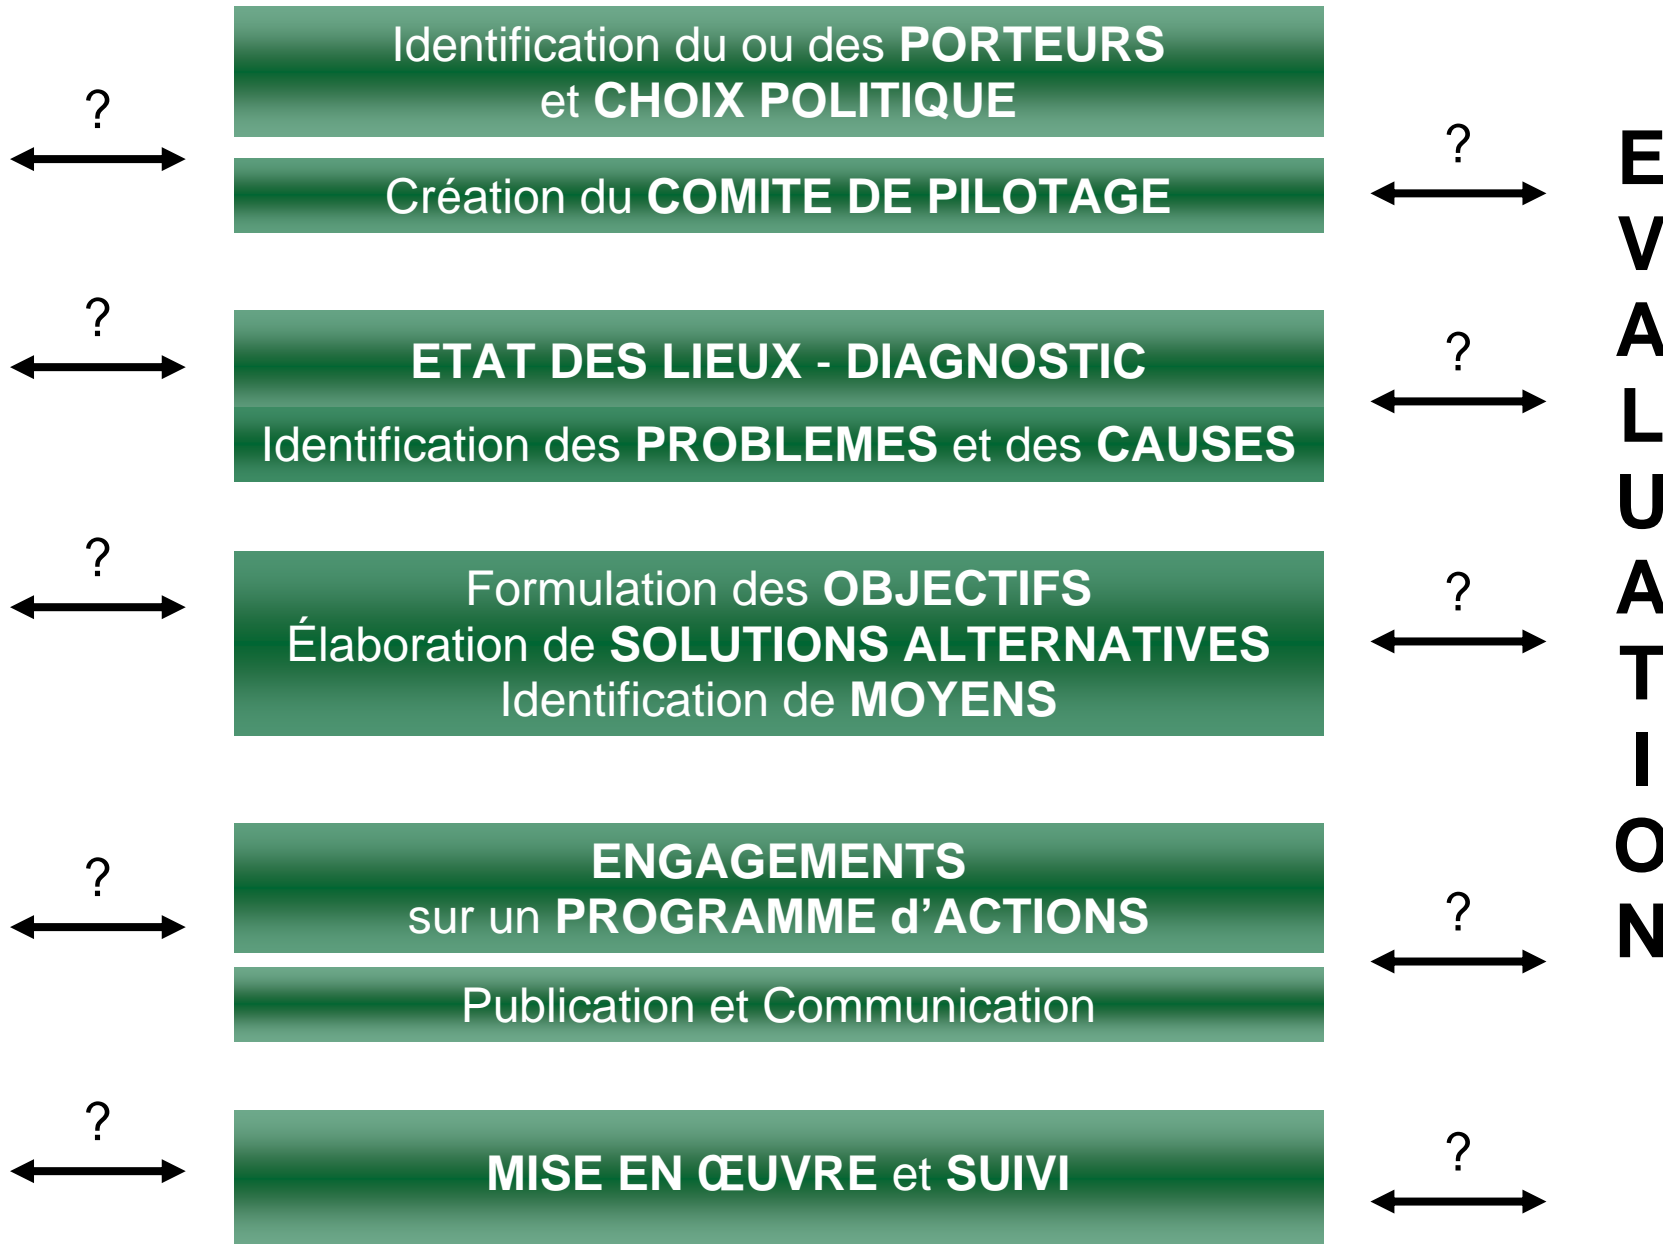 Identification du ou des PORTEURS
et CHOIX POLITIQUE
?
?
Création du COMITE DE PILOTAGE
?
?
ETAT DES LIEUX - DIAGNOSTIC
Identification des PROBLEMES et des CAUSES
?
?
Formulation des OBJECTIFS
Élaboration de SOLUTIONS ALTERNATIVES
Identification de MOYENS
?
?
ENGAGEMENTS
sur un PROGRAMME d’ACTIONS
Publication et Communication
?
?
MISE EN ŒUVRE et SUIVI
E
V
A
L
U
A
T
I
O
N